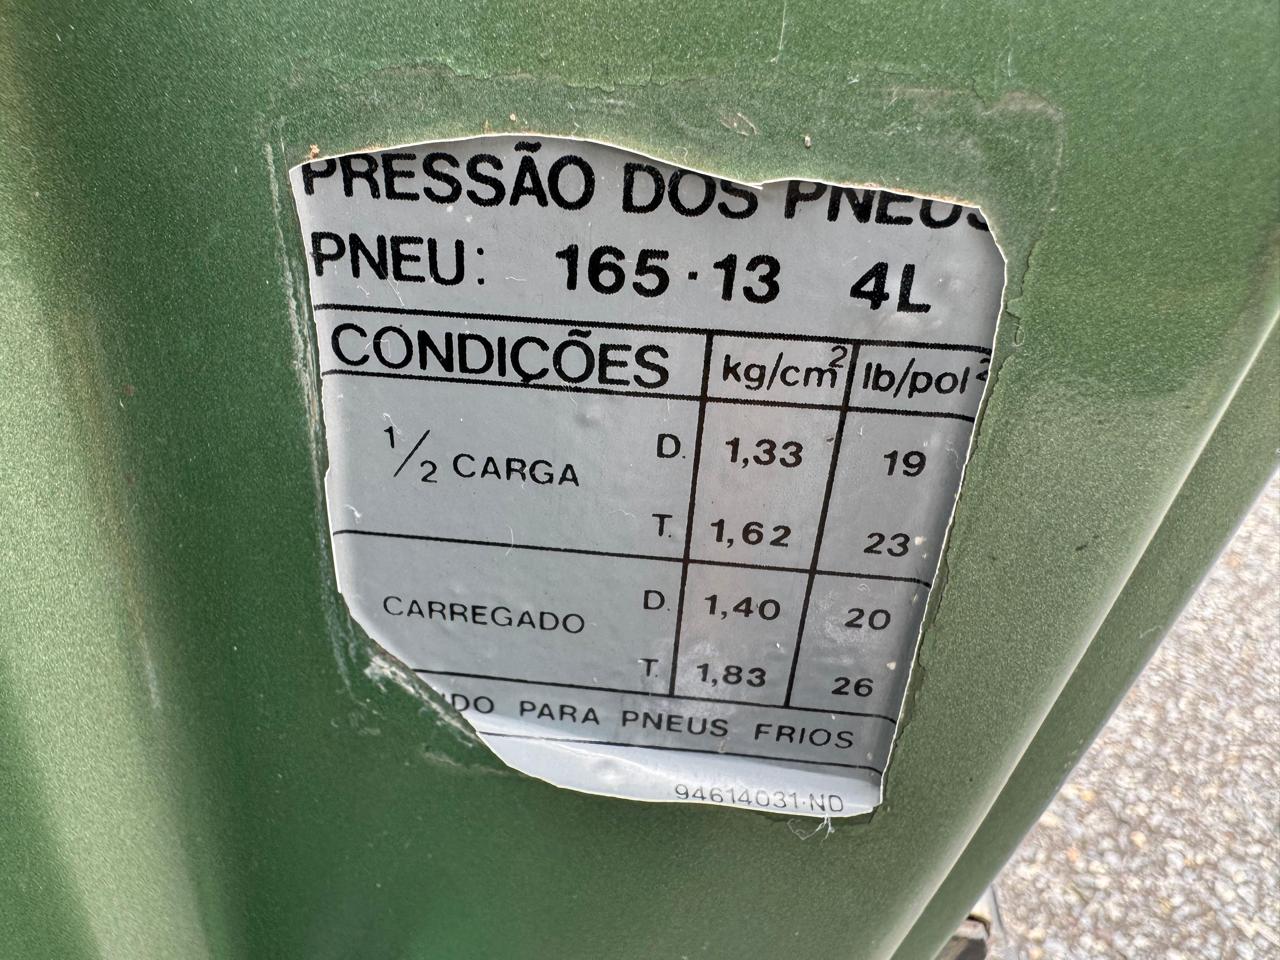 PRESSÃO DOS PNEUS
PNEU: 165·13 4L
CONDIÇÕES kg/cm² lb/pol²
1/2 CARGA D. 1,33 19
T. 1,62 23
CARREGADO D. 1,40 20
T. 1,83 26
PARA PNEUS FRIOS
94614031·ND